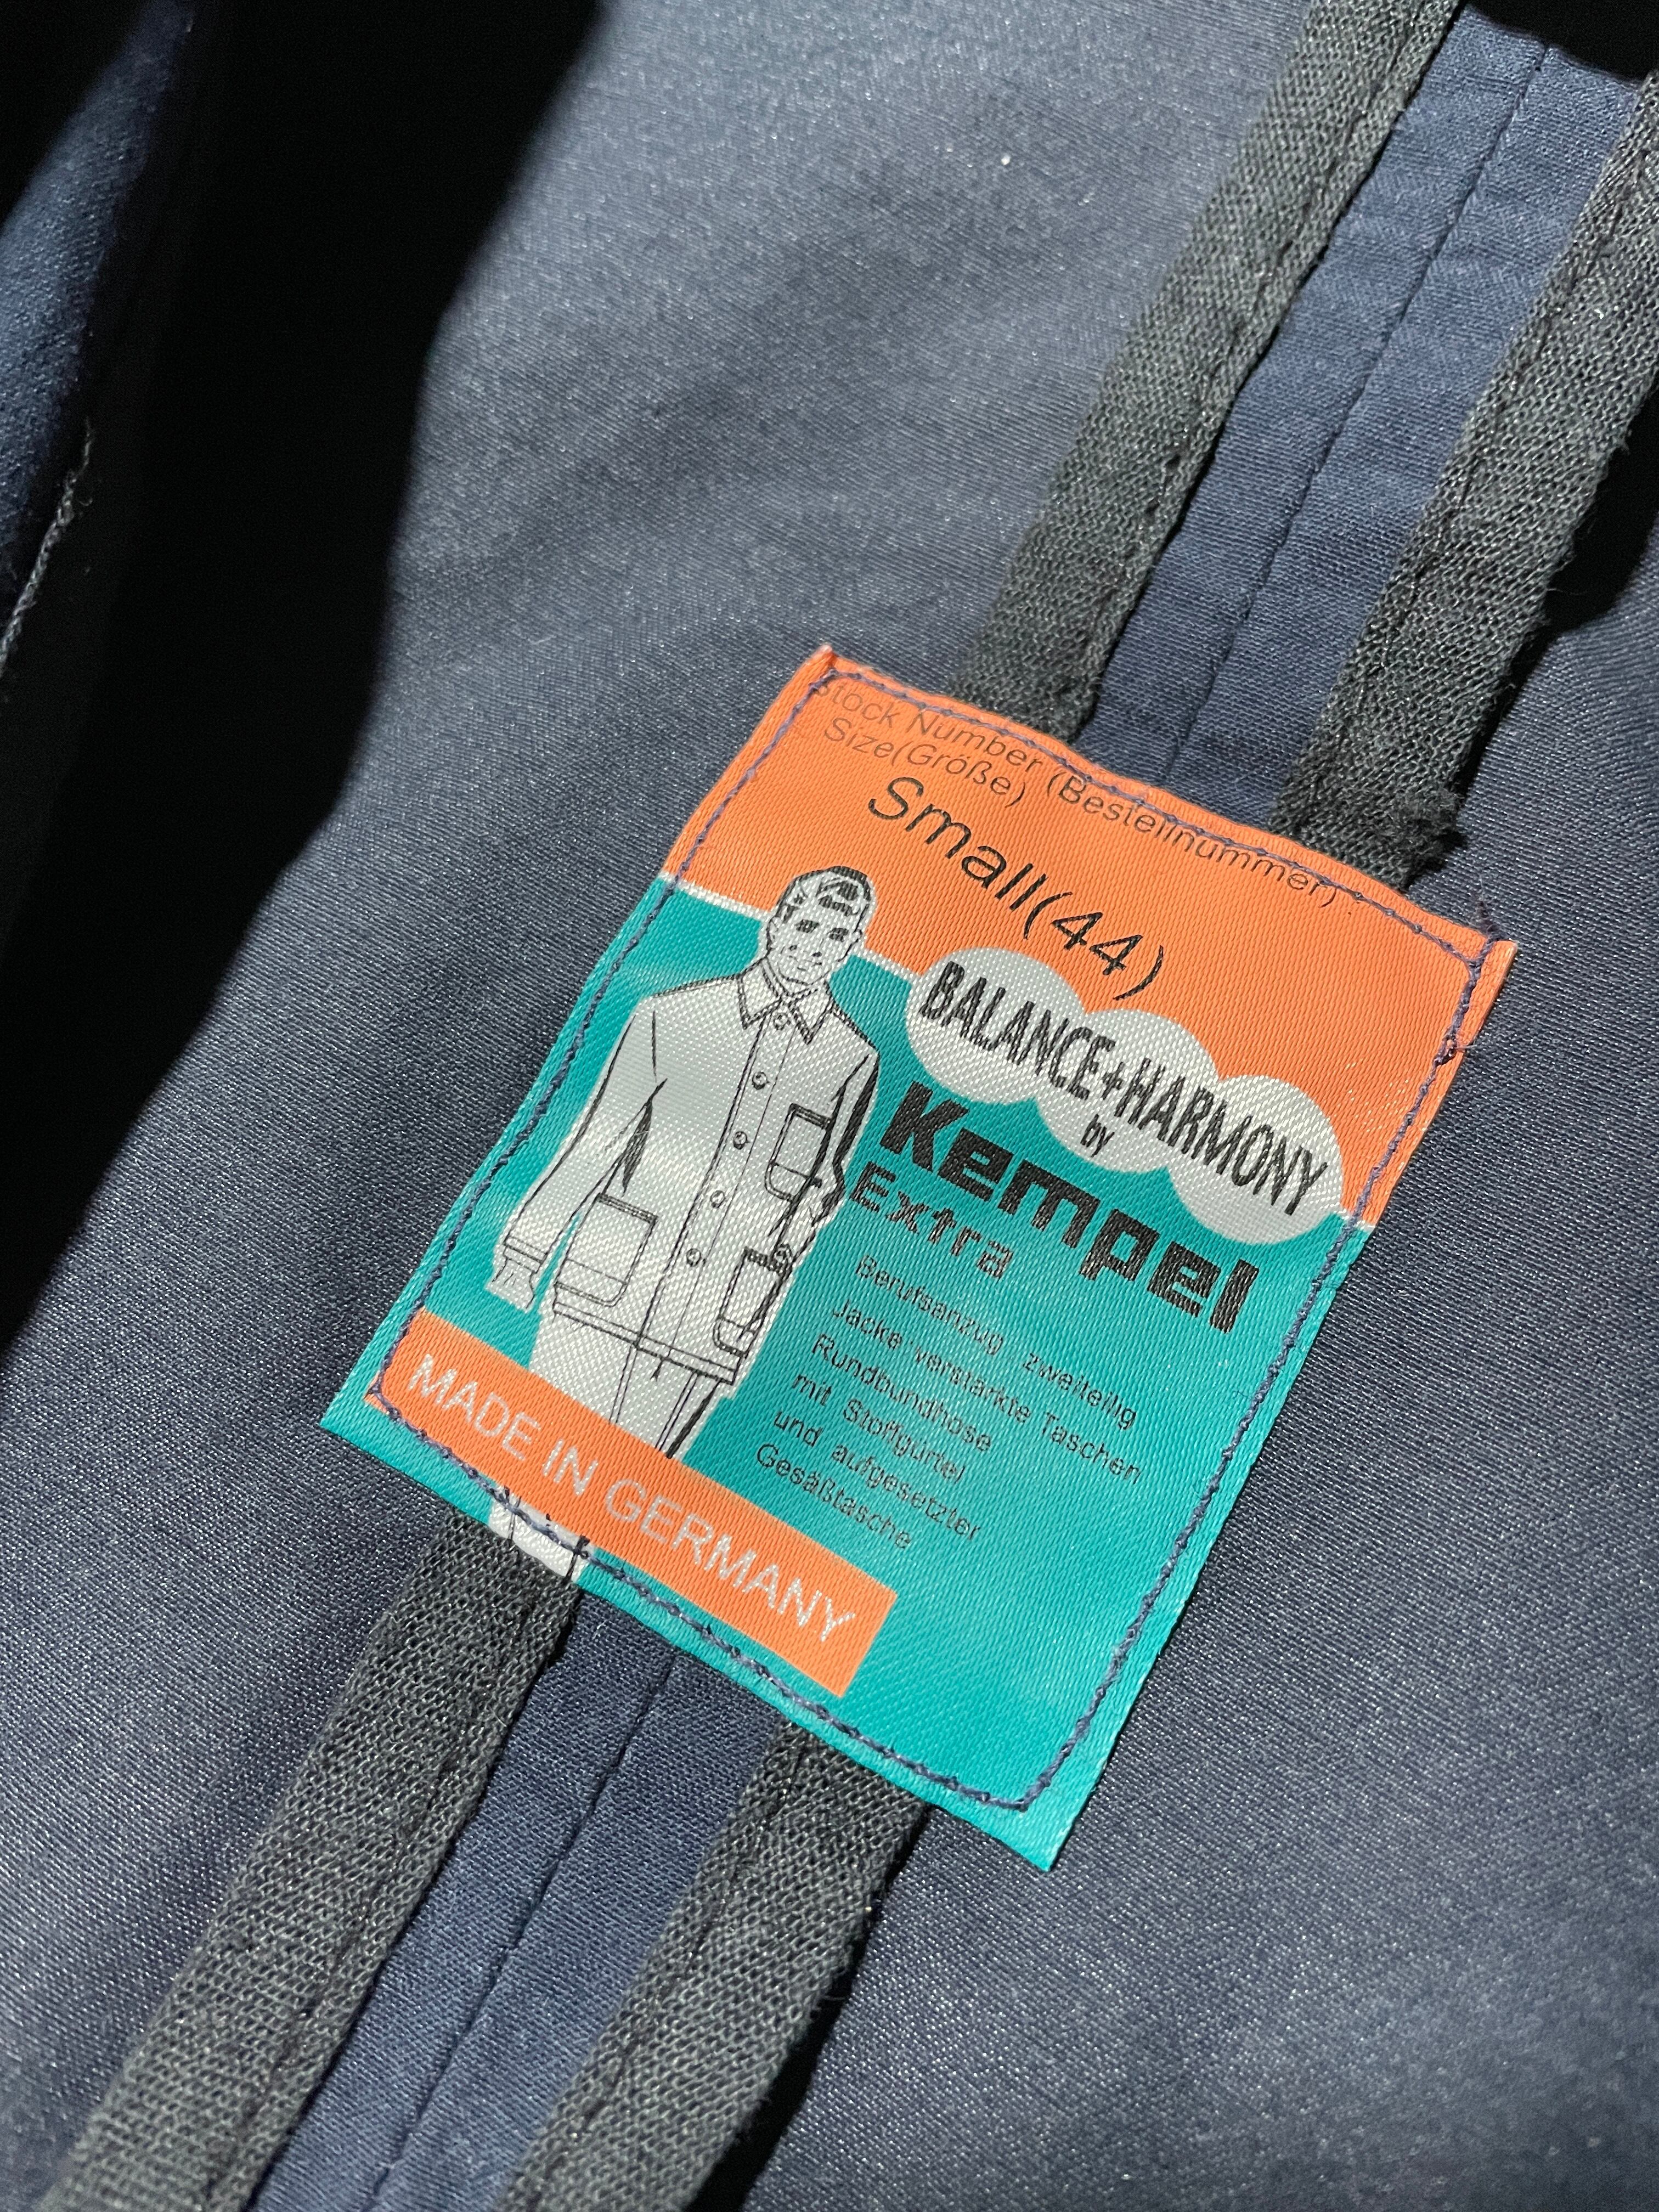 Stock Number (Bestellnummer)
Size(Größe)
Small(44)
BALANCE+HARMONY
by
Kempel
Extra
Berufsanzug zweiteilig
Jacke verstärkte Taschen
Rundbundhose
mit Stoffgürtel
und aufgesetzter
Gesäßtasche
MADE IN GERMANY